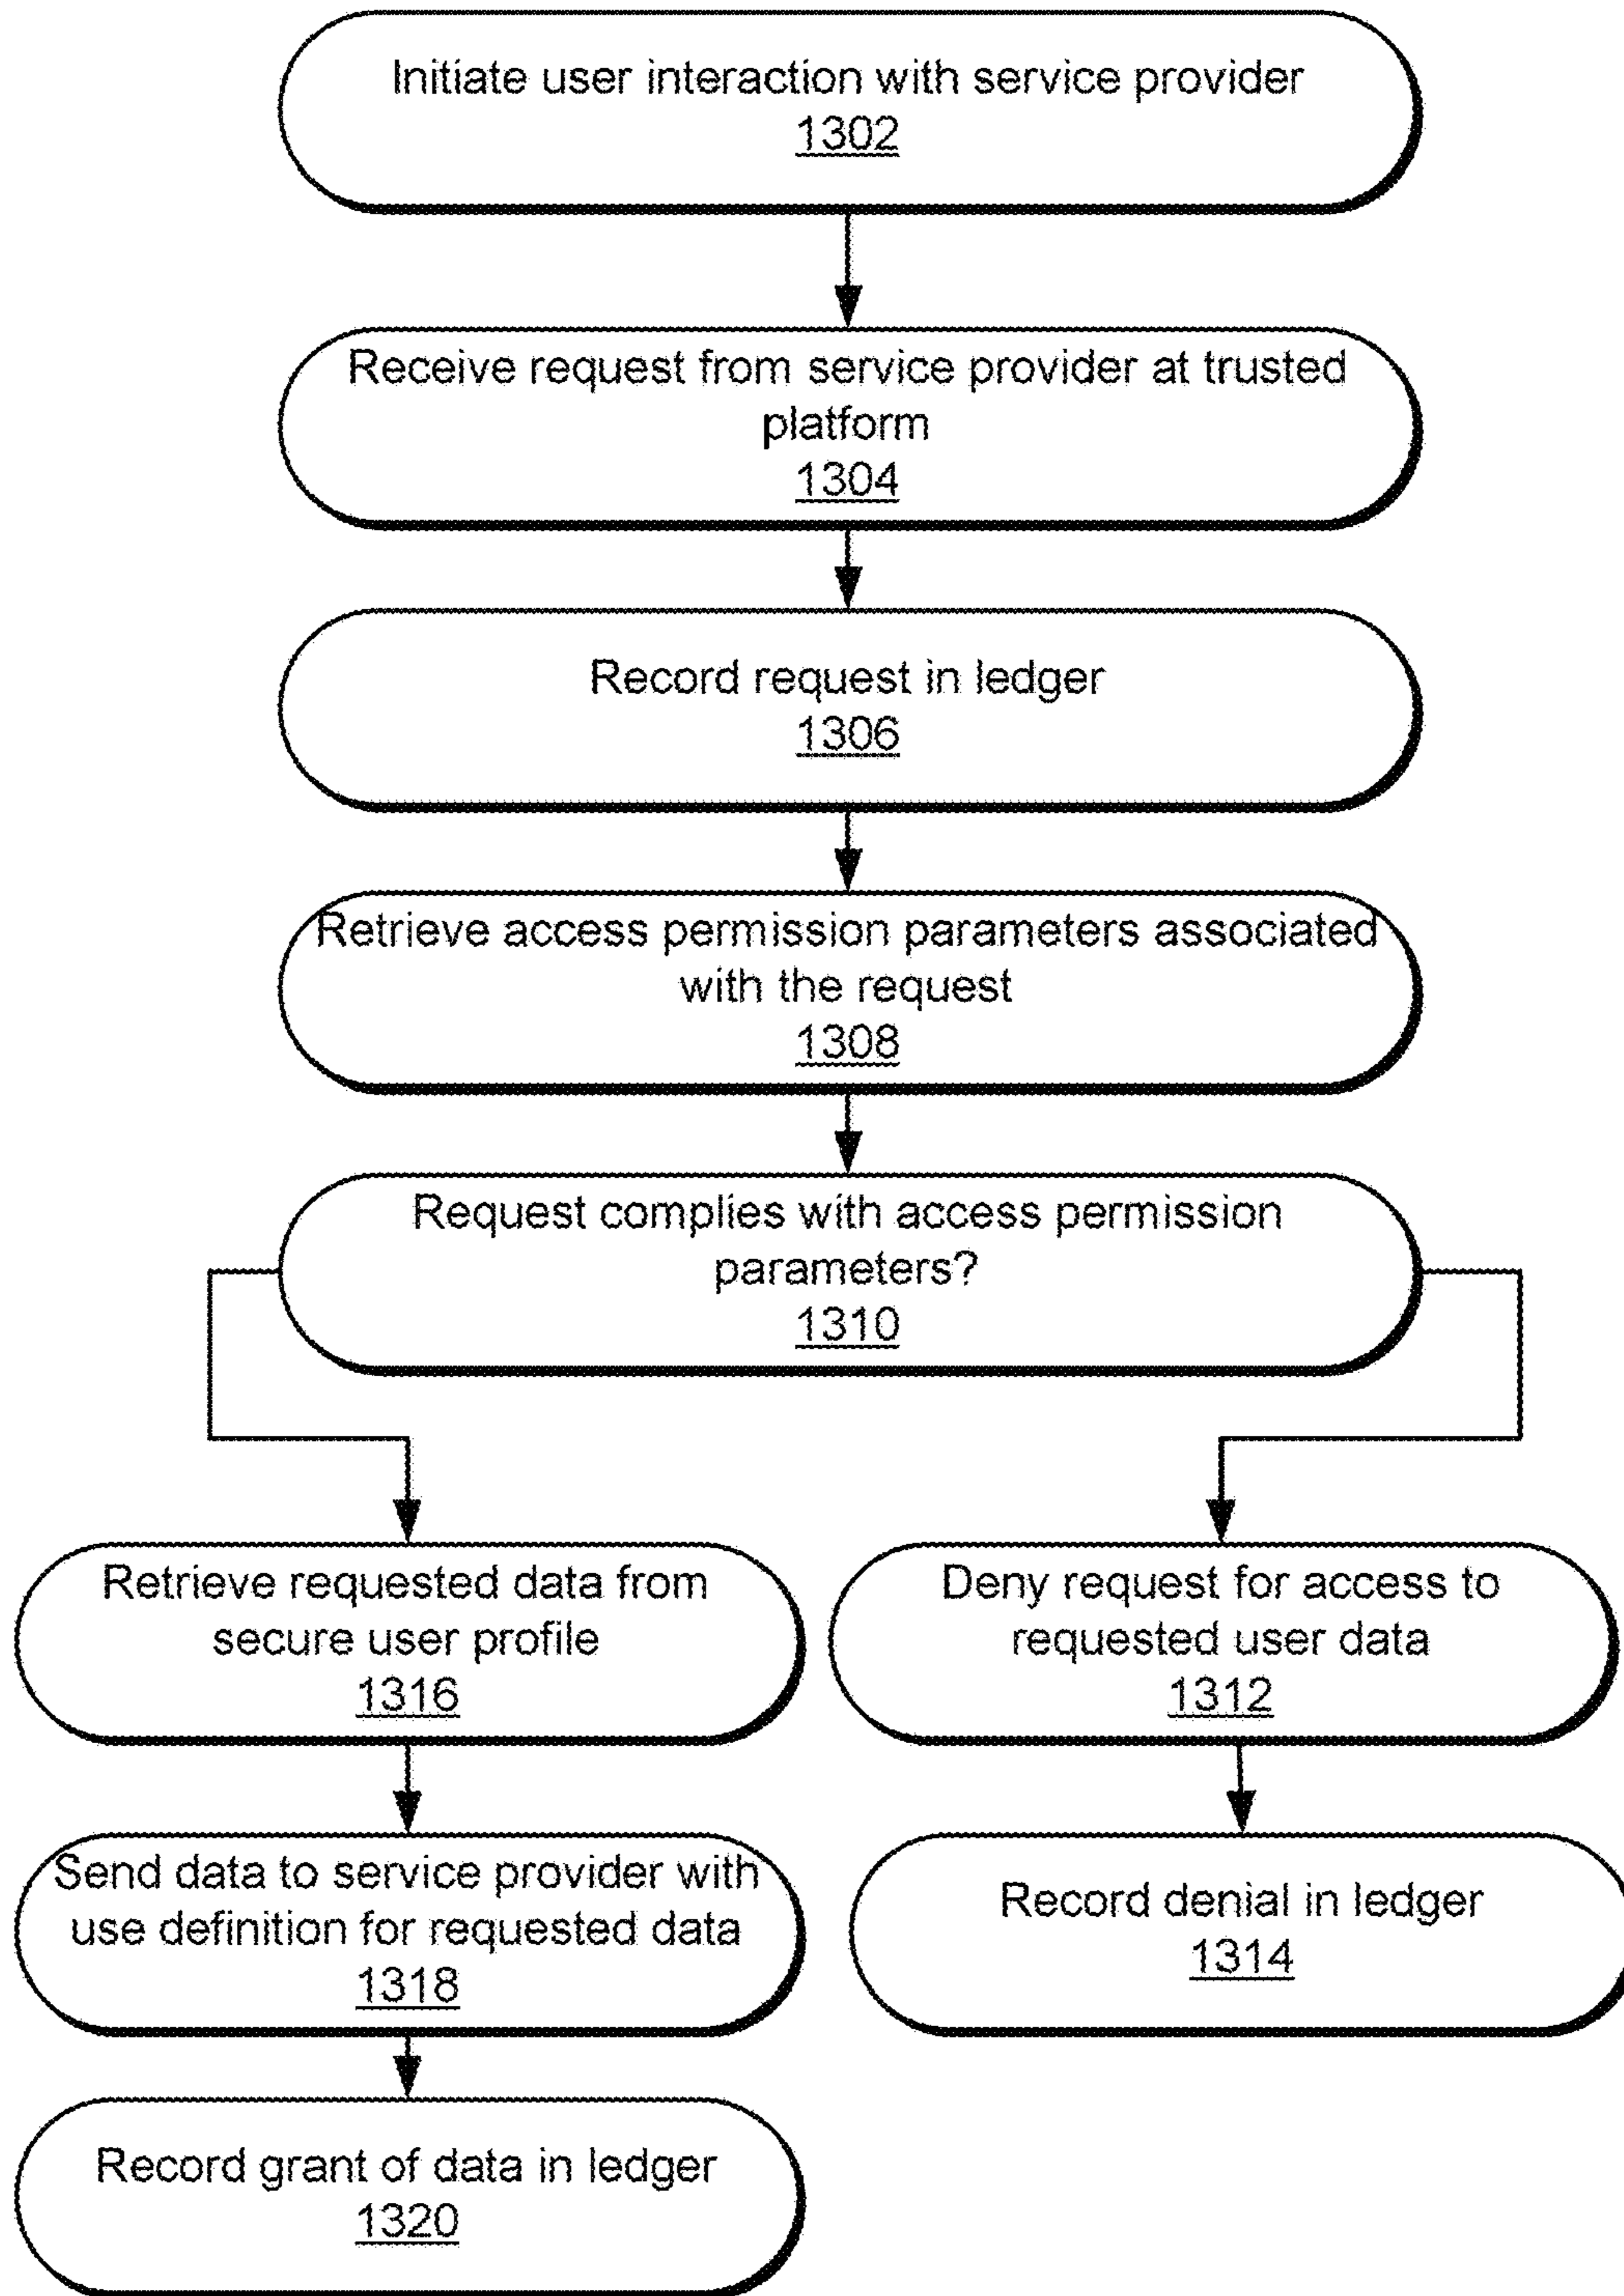 Initiate user interaction with service provider
1302
Receive request from service provider at trusted
platform
1304
Record request in ledger
1306
Retrieve access permission parameters associated
with the request
1308
Request complies with access permission
parameters?
1310
Retrieve requested data from
secure user profile
1316
Deny request for access to
requested user data
1312
Send data to service provider with
use definition for requested data
1318
Record denial in ledger
1314
Record grant of data in ledger
1320